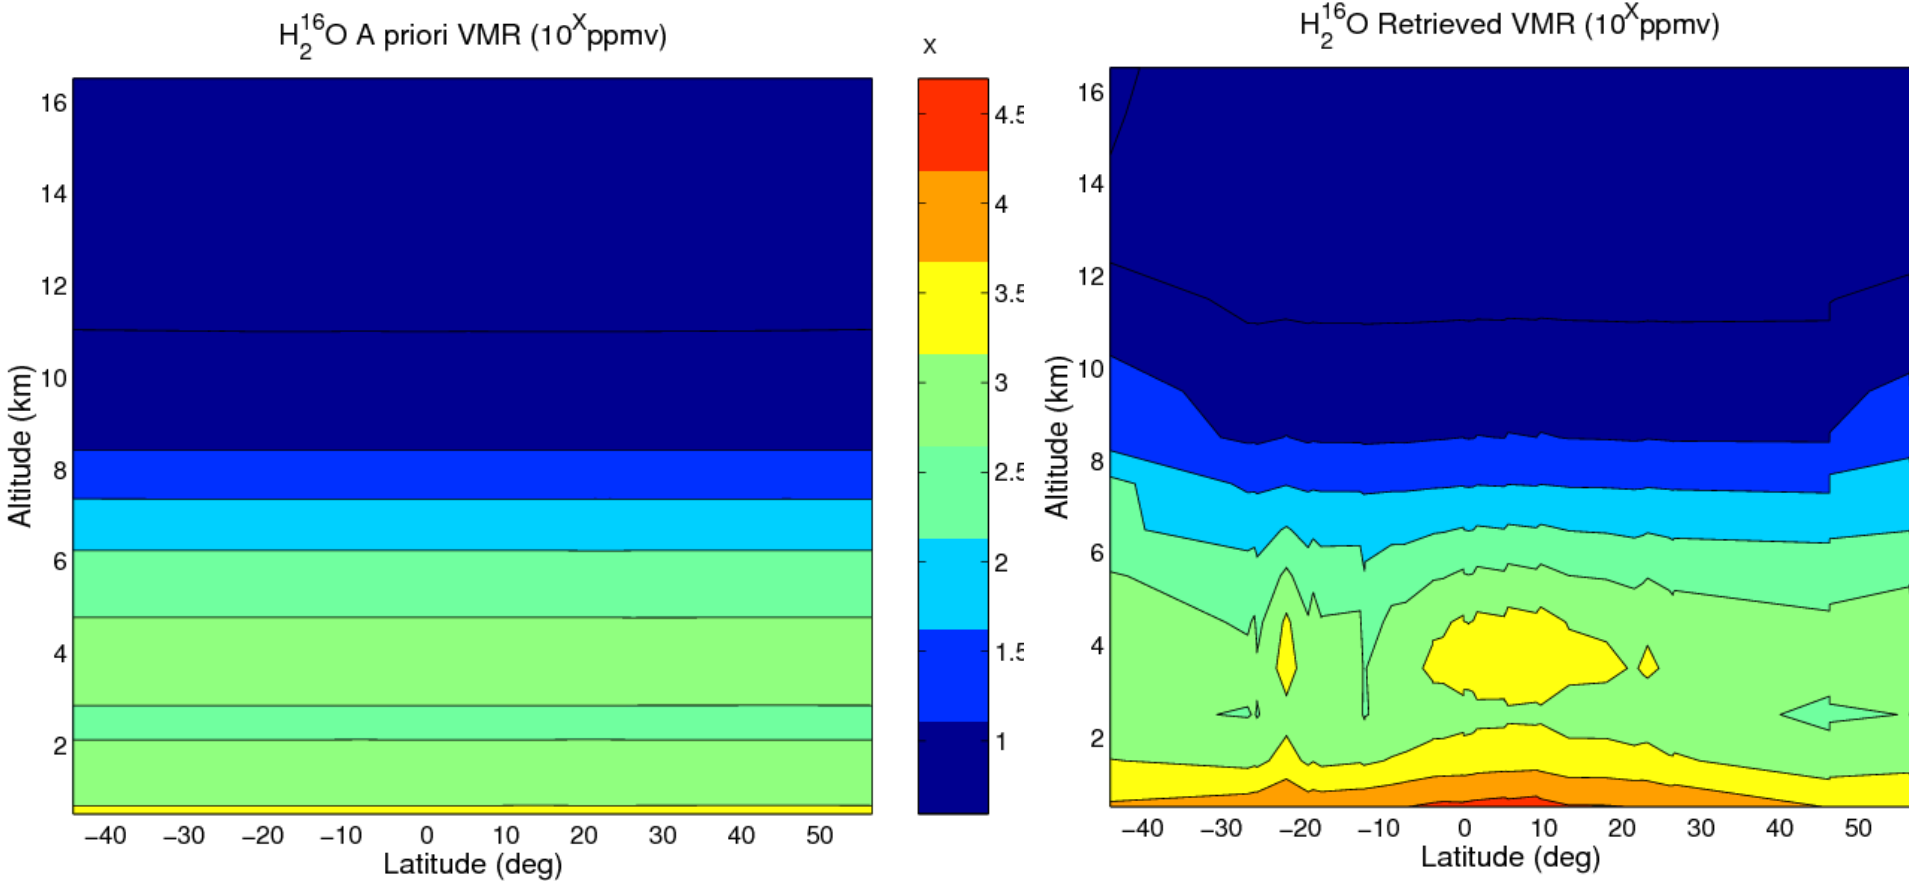 H₂¹⁶O A priori VMR (10ˣppmv)
16
14
12
10
8
6
4
2
Altitude (km)
−40 −30 −20 −10 0 10 20 30 40 50
Latitude (deg)
X
4.5
4
3.5
3
2.5
2
1.5
1
H₂¹⁶O Retrieved VMR (10ˣppmv)
16
14
12
10
8
6
4
2
Altitude (km)
−40 −30 −20 −10 0 10 20 30 40 50
Latitude (deg)